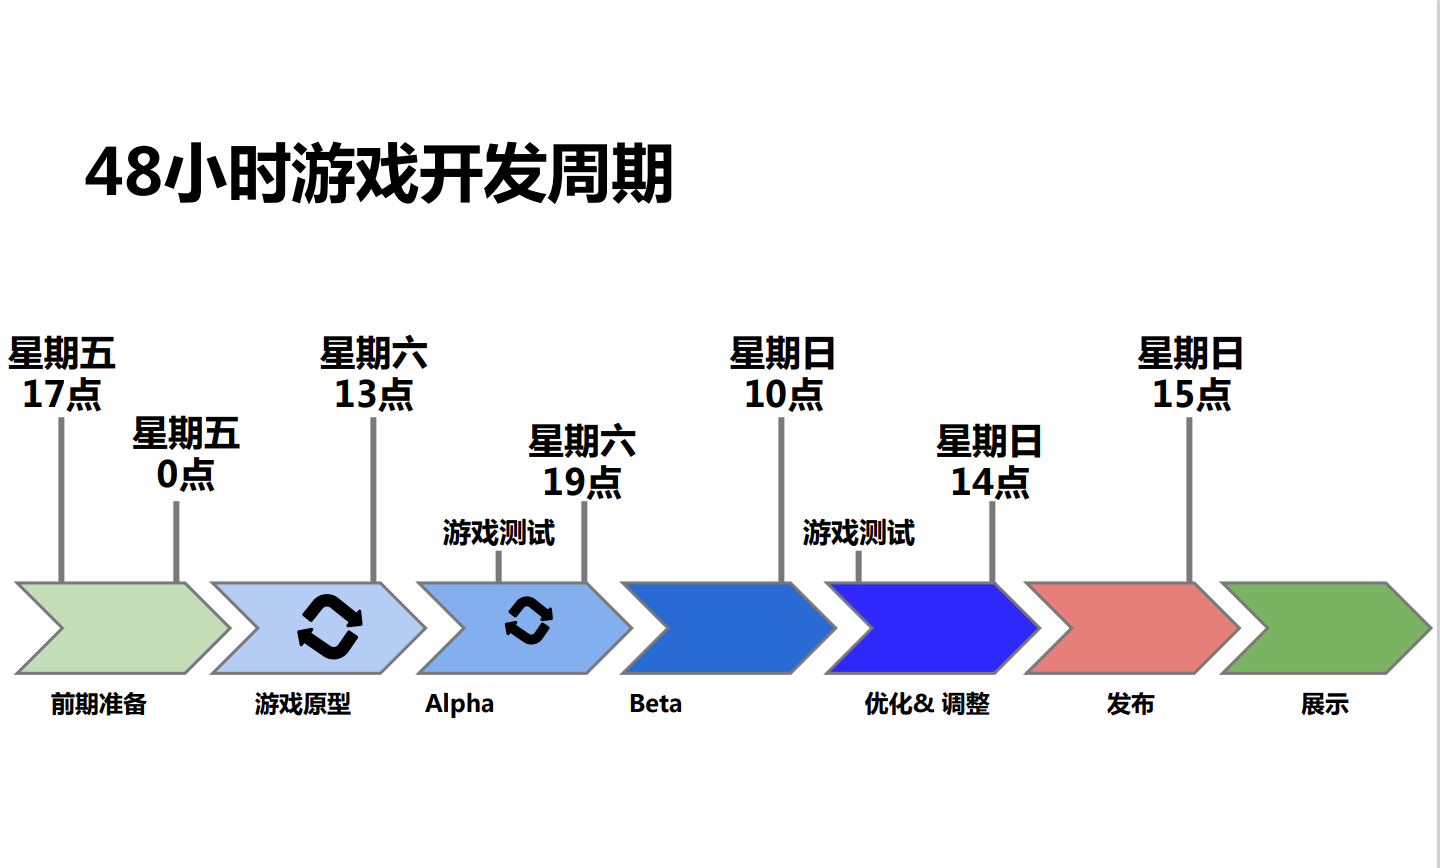 48小时游戏开发周期
星期五
17点
星期五
0点
星期六
13点
游戏测试
星期六
19点
星期日
10点
游戏测试
星期日
14点
星期日
15点
前期准备
游戏原型
Alpha
Beta
优化& 调整
发布
展示